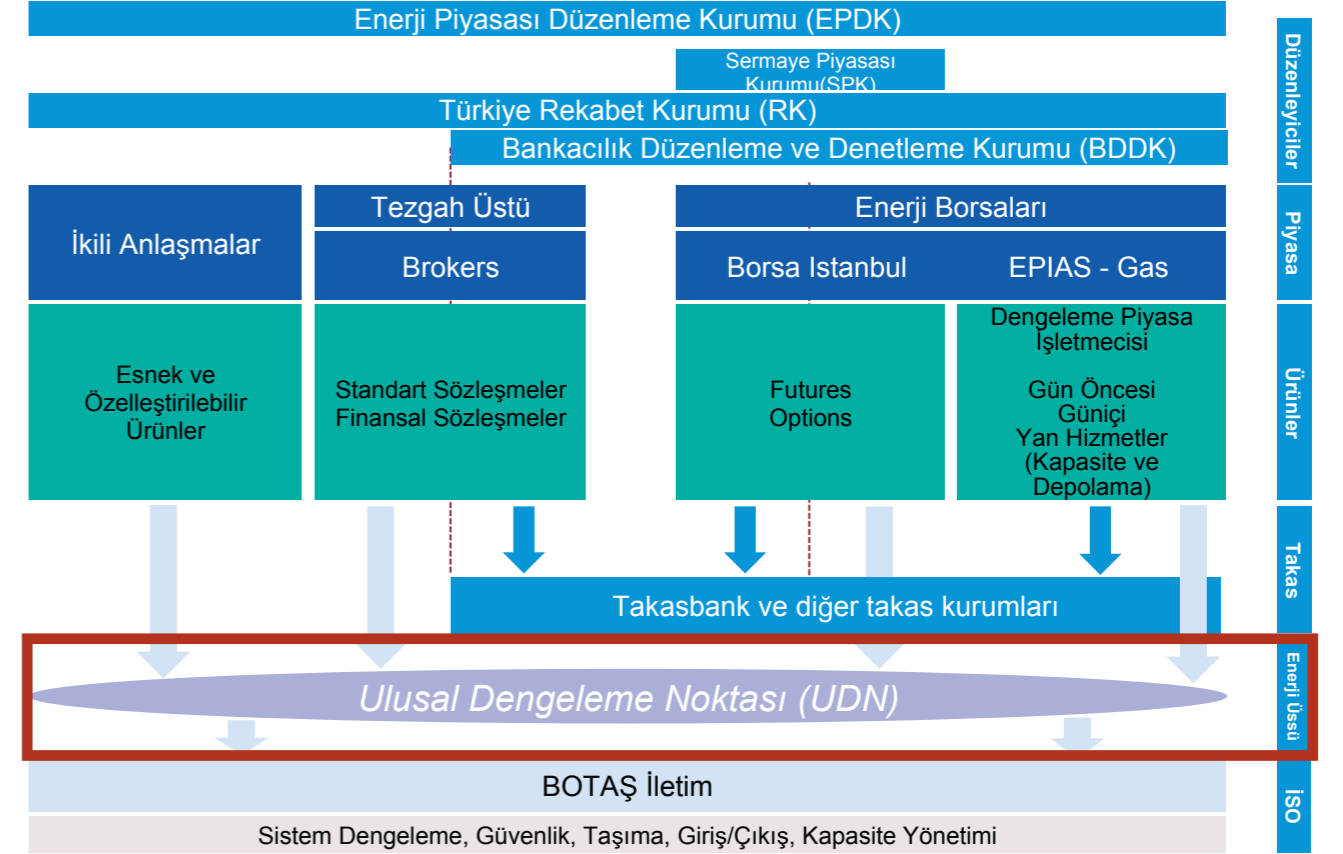 Enerji Piyasası Düzenleme Kurumu (EPDK)
Sermaye Piyasası
Kurumu(SPK)
Türkiye Rekabet Kurumu (RK)
Bankacılık Düzenleme ve Denetleme Kurumu (BDDK)
Düzenleyiciler
İkili Anlaşmalar
Tezgah Üstü
Brokers
Enerji Borsaları
Borsa Istanbul
EPIAS - Gas
Piyasa
Esnek ve
Özelleştirilebilir
Ürünler
Standart Sözleşmeler
Finansal Sözleşmeler
Futures
Options
Dengeleme Piyasa
İşletmecisi
Gün Öncesi
Güniçi
Yan Hizmetler
(Kapasite ve
Depolama)
Ürünler
Takasbank ve diğer takas kurumları
Takas
Ulusal Dengeleme Noktası (UDN)
Enerji Üssü
BOTAŞ İletim
Sistem Dengeleme, Güvenlik, Taşıma, Giriş/Çıkış, Kapasite Yönetimi
İSO